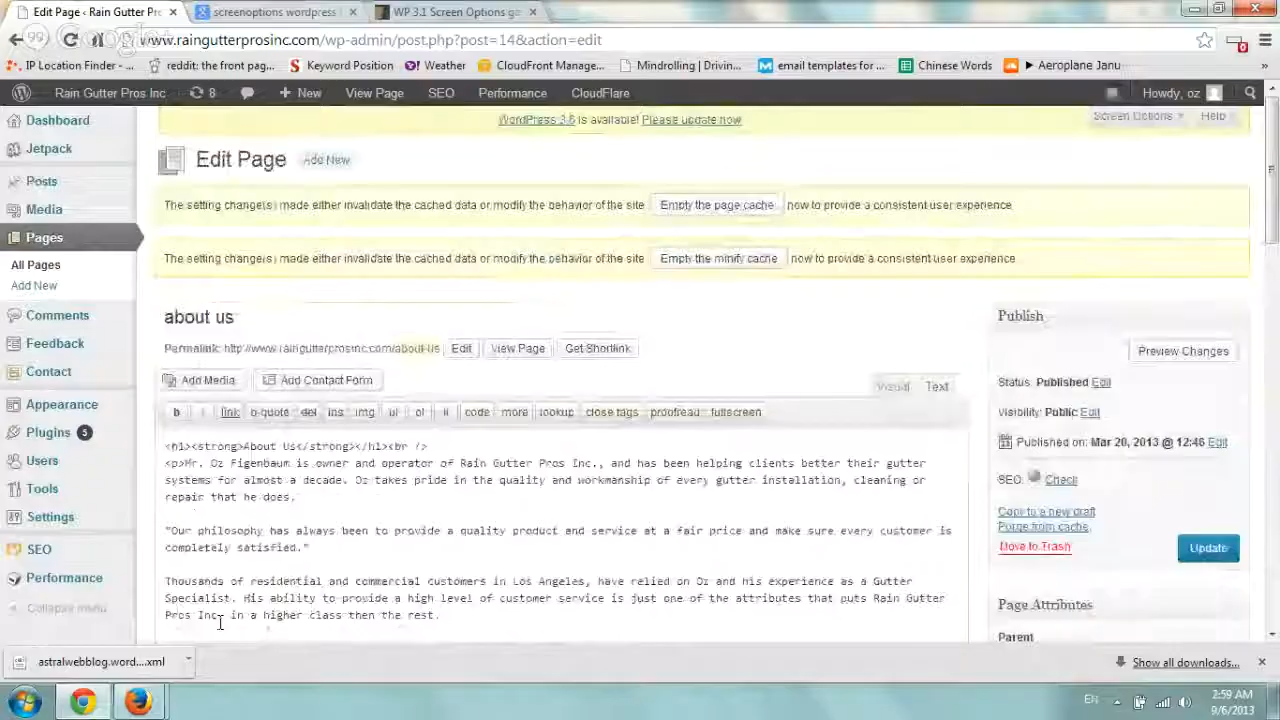 Edit Page ‹ Rain Gutter Pr
screenoptions wordpress
WP 3.1 Screen Options ge
99
www.raingutterprosinc.com/wp-admin/post.php?post=14&action=edit
IP Location Finder -...
reddit: the front pag...
Keyword Position
Weather
CloudFront Manage...
Mindrolling | Drivin...
email templates for ...
Chinese Words
Aeroplane Janu
Rain Gutter Pros Inc
8
New
View Page
SEO
Performance
CloudFlare
Howdy, oz
Dashboard
WordPress 3.6 is available! Please update now
Screen Options
Help
Jetpack
Edit Page
Add New
Posts
Media
The setting change(s) made either invalidate the cached data or modify the behavior of the site
Empty the page cache
now to provide a consistent user experience
Pages
The setting change(s) made either invalidate the cached data or modify the behavior of the site
Empty the minify cache
now to provide a consistent user experience
All Pages
Add New
Comments
Feedback
Contact
Appearance
Plugins 5
Users
Tools
Settings
SEO
Performance
Collapse menu
about us
Permalink: http://www.raingutterprosinc.com/about-us
Edit
View Page
Get Shortlink
Add Media
Add Contact Form
Visual
Text
b i link b-quote del ins img ul ol li code more lookup close tags proofread fullscreen
<h1><strong>About Us</strong></h1><br />
<p>Mr. Oz Figenbaum is owner and operator of Rain Gutter Pros Inc., and has been helping clients better their gutter
systems for almost a decade. Oz takes pride in the quality and workmanship of every gutter installation, cleaning or
repair that he does.
"Our philosophy has always been to provide a quality product and service at a fair price and make sure every customer is
completely satisfied."
Thousands of residential and commercial customers in Los Angeles, have relied on Oz and His experience as a Gutter
Specialist. His ability to provide a high level of customer service is just one of the attributes that puts Rain Gutter
Pros Inc. in a higher class then the rest.
Publish
Preview Changes
Status: Published Edit
Visibility: Public Edit
Published on: Mar 20, 2013 @ 12:46 Edit
SEO: Check
Copy to a new draft
Purge from cache
Move to Trash
Update
Page Attributes
Parent
astralwebblog.word....xml
Show all downloads...
EN
2:59 AM
9/6/2013